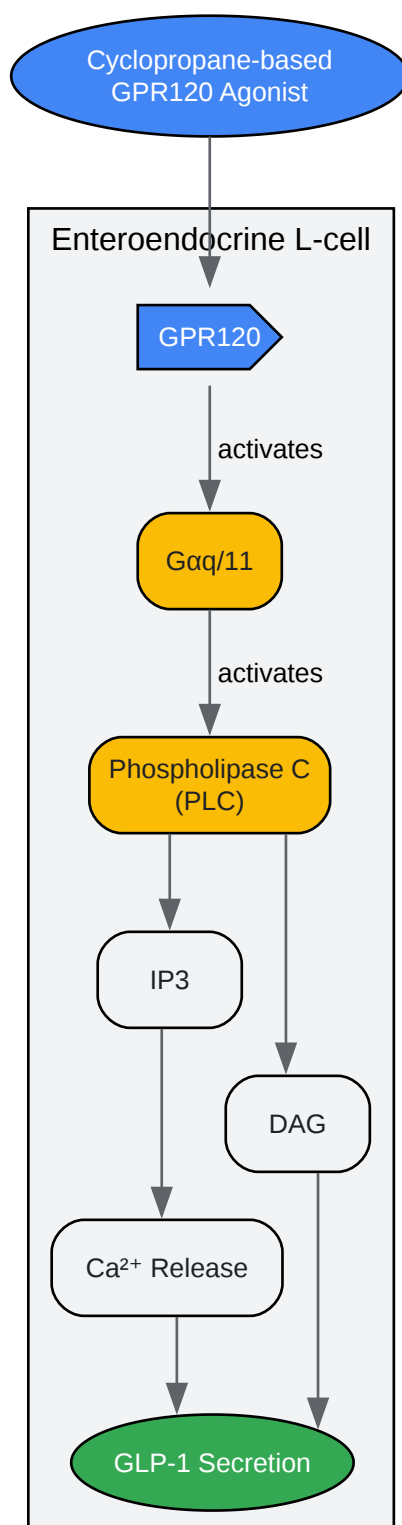 Cyclopropane-based
GPR120 Agonist
Enteroendocrine L-cell
GPR120
activates
Gαq/11
activates
Phospholipase C
(PLC)
IP3
DAG
Ca²⁺ Release
GLP-1 Secretion